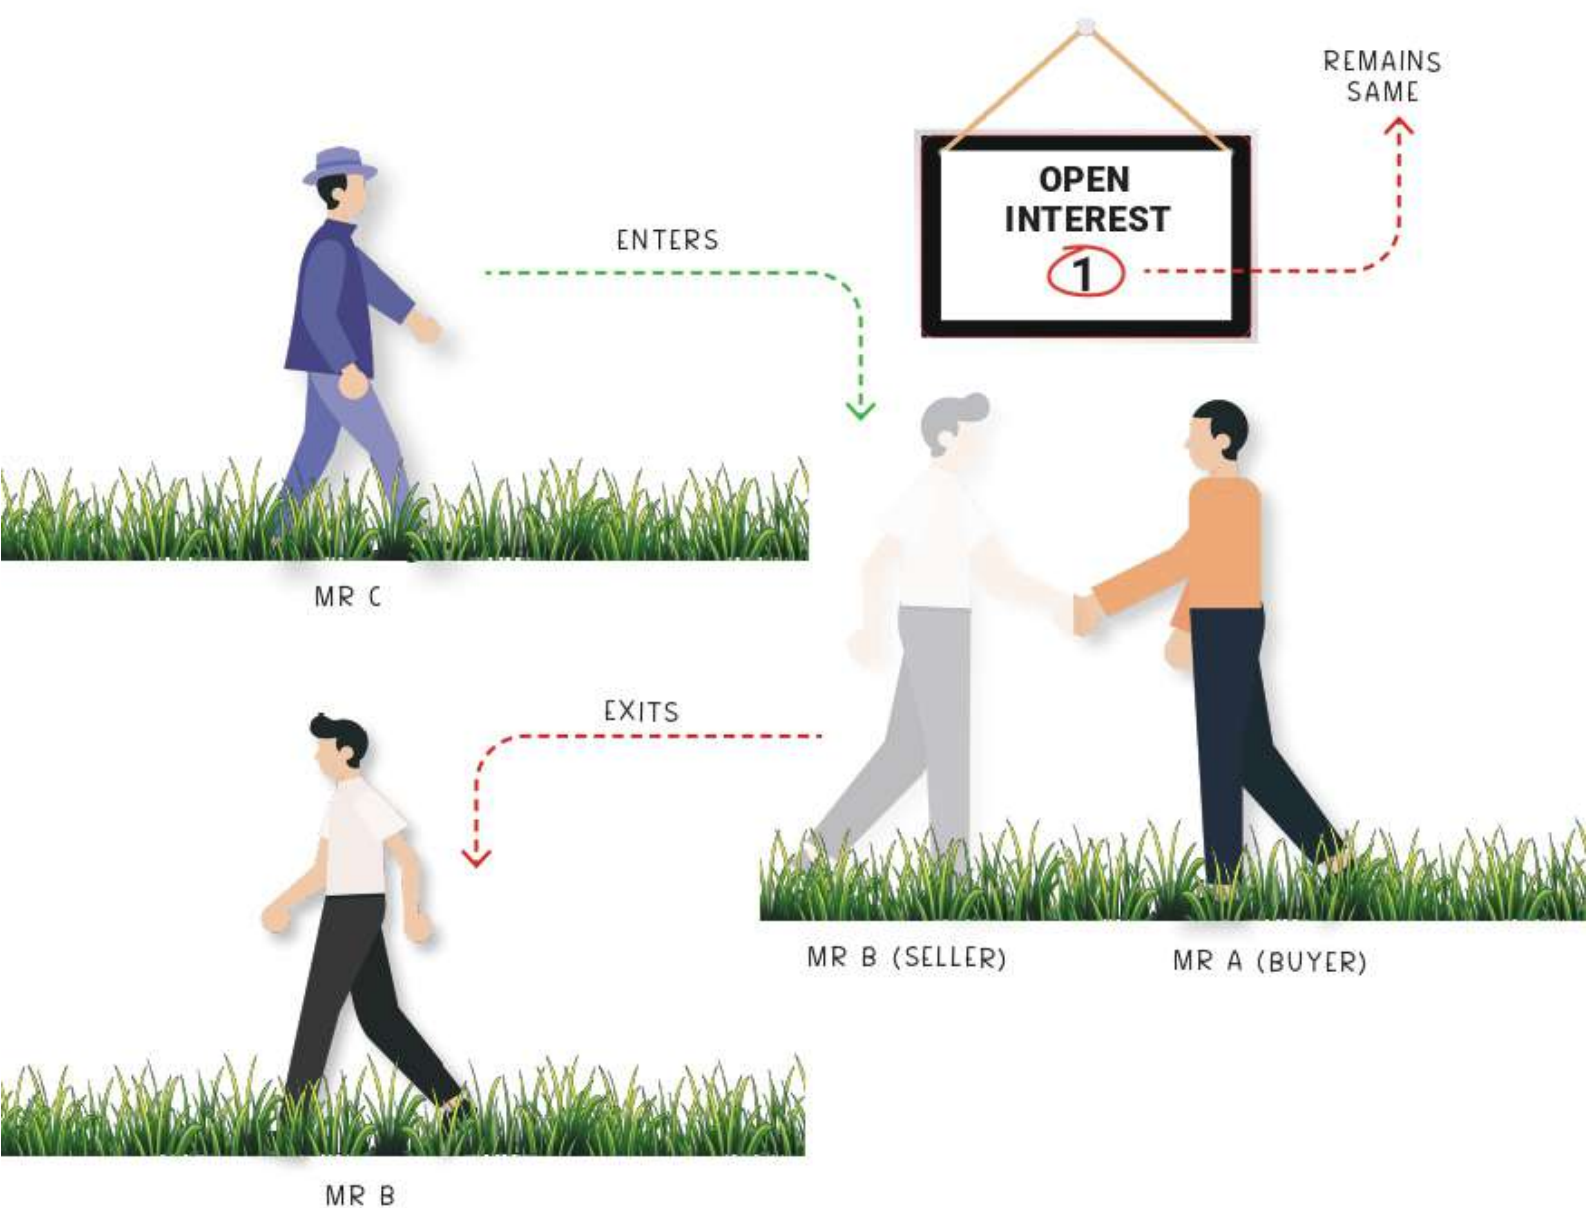 REMAINS
SAME
OPEN
INTEREST
1
ENTERS
MR C
EXITS
MR B (SELLER)
MR A (BUYER)
MR B